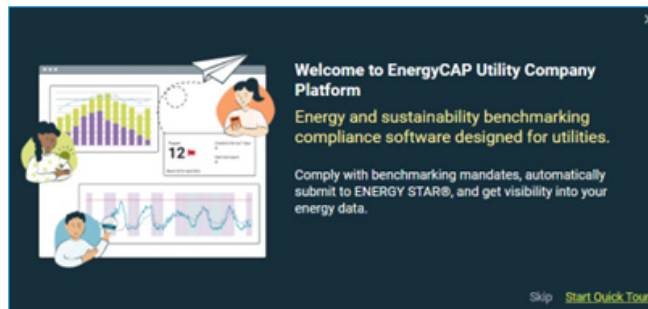 Welcome to EnergyCAP Utility Company
Platform
Energy and sustainability benchmarking
compliance software designed for utilities.
Comply with benchmarking mandates, automatically
submit to ENERGY STAR®, and get visibility into your
energy data.
12
Skip Start Quick Tour